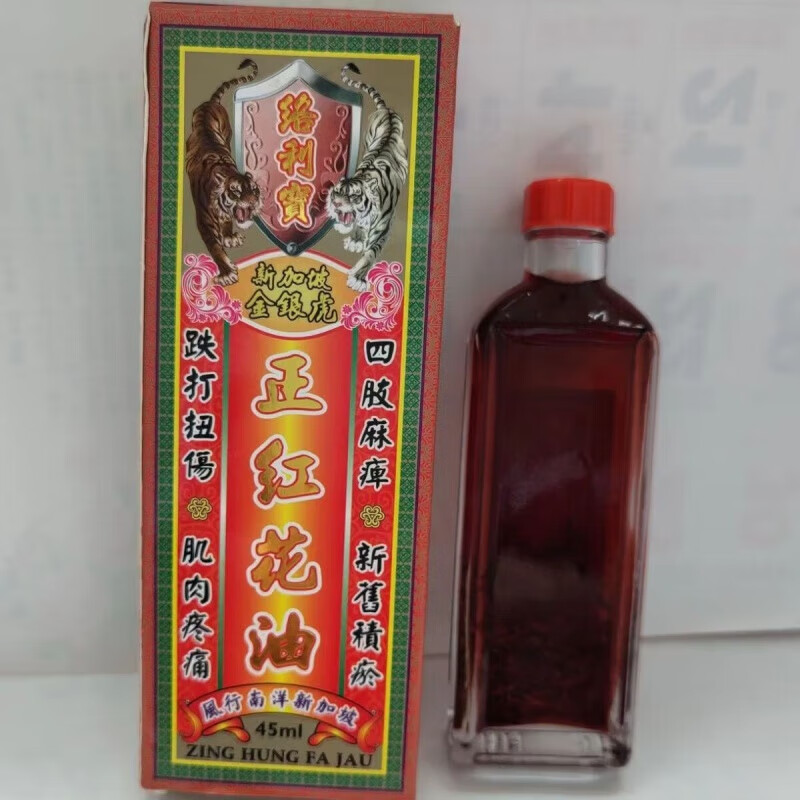 珞利寶
新加坡
金銀虎
四肢麻痺 新舊積瘀
正紅花油
跌打扭傷 肌肉疼痛
風行南洋新加坡
45ml
ZING HUNG FA JAU